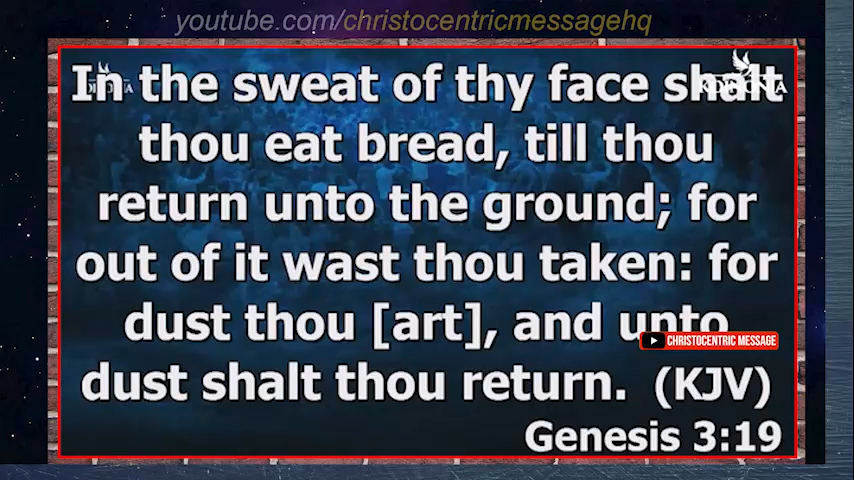 youtube.com/christocentricmessagehq
In the sweat of thy face shalt
thou eat bread, till thou
return unto the ground; for
out of it wast thou taken: for
dust thou [art], and unto
dust shalt thou return. (KJV)
Genesis 3:19
KOINONIA
CHRISTOCENTRIC MESSAGE